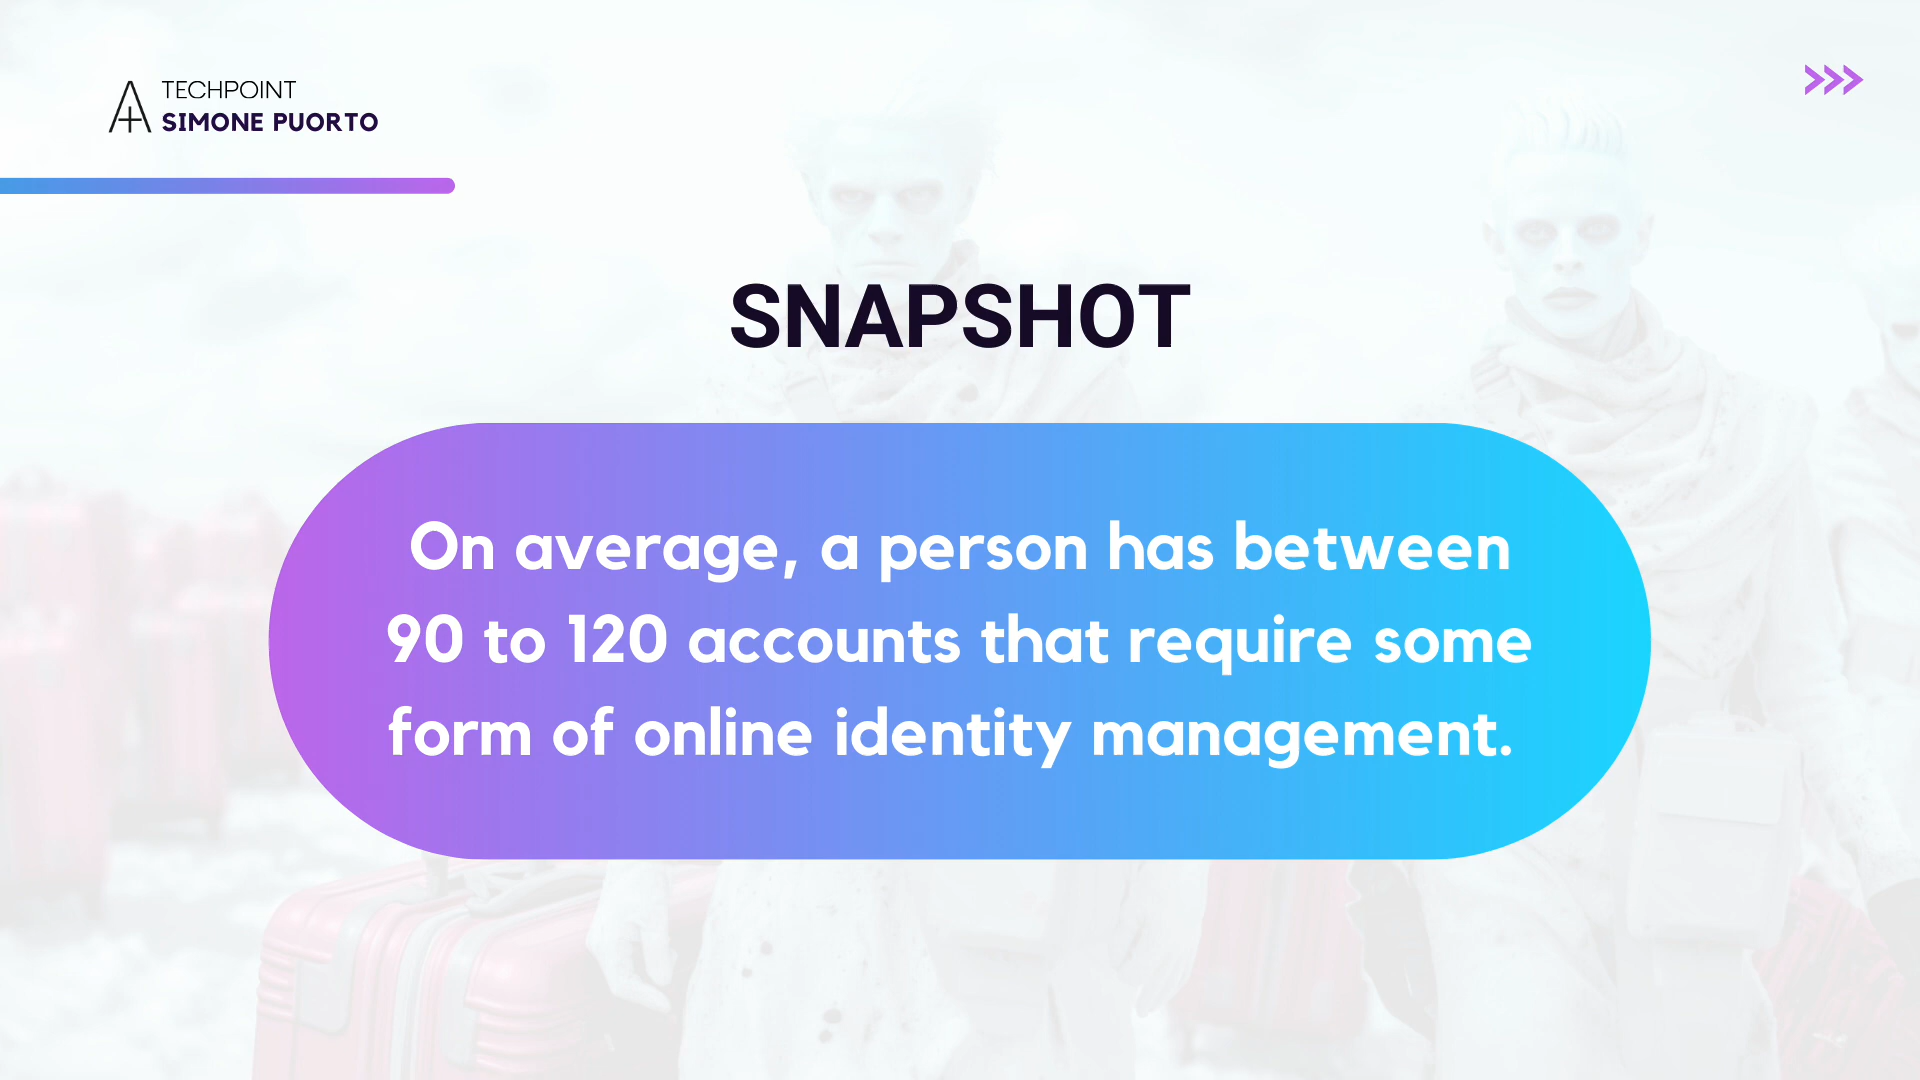 TECHPOINT
SIMONE PUORTO
SNAPSHOT
On average, a person has between
90 to 120 accounts that require some
form of online identity management.